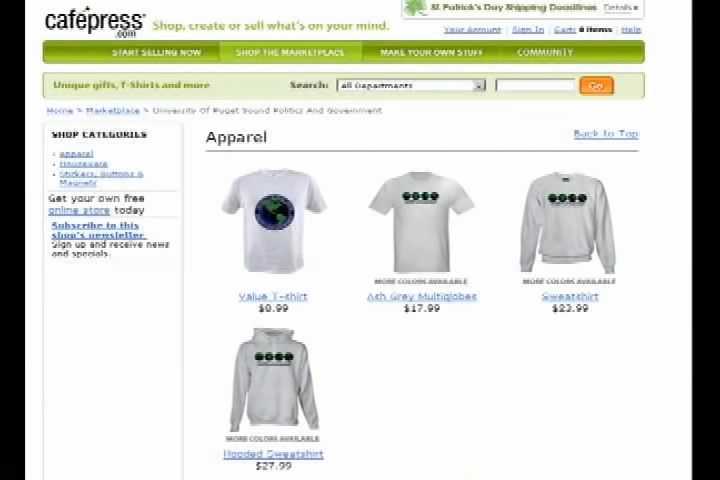 St Patrick's Day Shipping Deadlines Details
cafepress.com Shop, create or sell what's on your mind.
Your Account | Sign In | Cart: 0 items | Help
START SELLING NOW SHOP THE MARKETPLACE MAKE YOUR OWN STUFF COMMUNITY
Unique gifts, T-Shirts and more Search: All Departments Go
Home > Marketplace > University Of Puget Sound Politics And Government
SHOP CATEGORIES
Apparel
Houseware
Stickers, Buttons & Magnets
Get your own free
online store today
Subscribe to this
shop's newsletter
Sign up and receive news
and specials.
Apparel Back to Top
MORE COLORS AVAILABLE MORE COLORS AVAILABLE
Value T-shirt Ash Grey Multiglobes Sweatshirt
$0.99 $17.99 $23.99
MORE COLORS AVAILABLE
Hooded Sweatshirt
$27.99